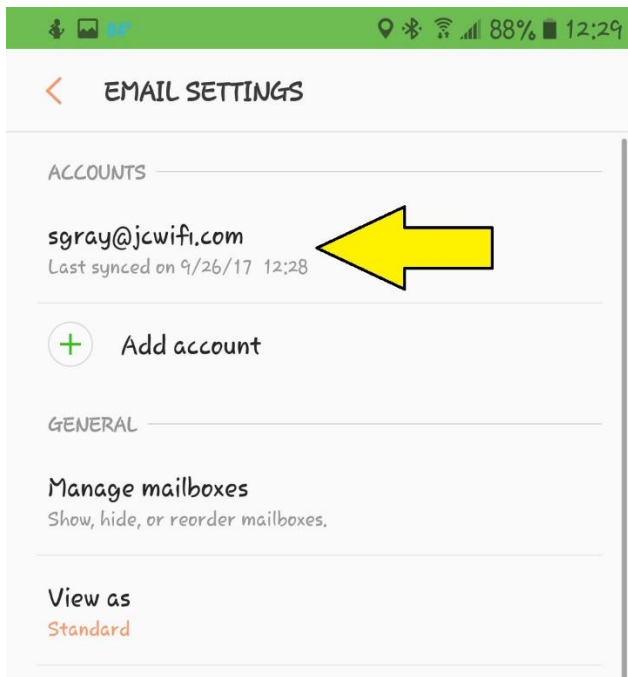 88° 88% 12:29
EMAIL SETTINGS
ACCOUNTS
sgray@jcwifi.com
Last synced on 9/26/17 12:28
Add account
GENERAL
Manage mailboxes
Show, hide, or reorder mailboxes.
View as
Standard